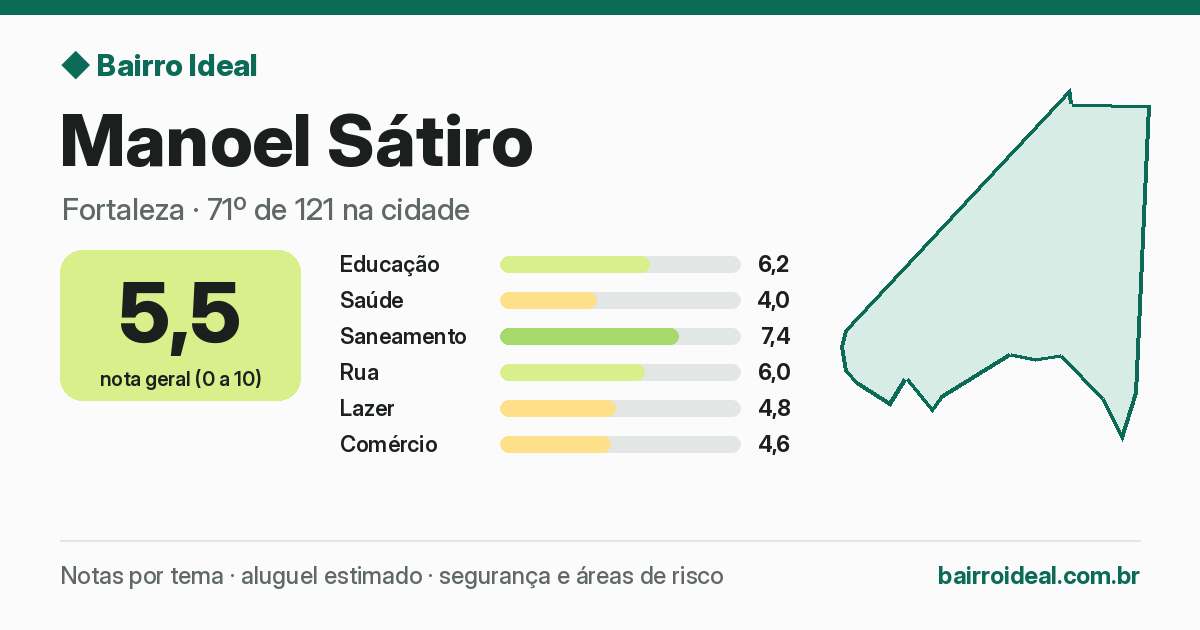 Bairro Ideal
Manoel Sátiro
Fortaleza · 71º de 121 na cidade
5,5
nota geral (0 a 10)
Educação 6,2
Saúde 4,0
Saneamento 7,4
Rua 6,0
Lazer 4,8
Comércio 4,6
Notas por tema · aluguel estimado · segurança e áreas de risco
bairroideal.com.br